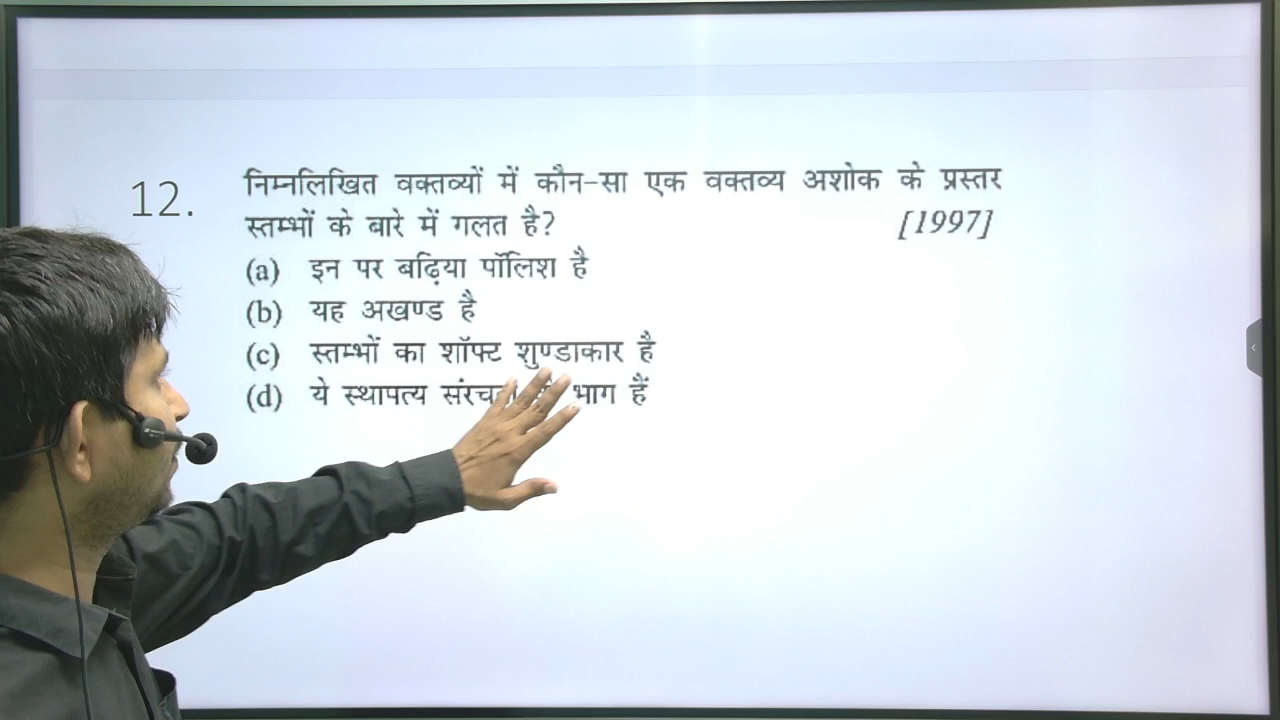 12. निम्नलिखित वक्तव्यों में कौन-सा एक वक्तव्य अशोक के प्रस्तर
स्तम्भों के बारे में गलत है? [1997]
(a) इन पर बढ़िया पॉलिश है
(b) यह अखण्ड है
(c) स्तम्भों का शॉफ्ट शुण्डाकार है
(d) ये स्थापत्य भाग हैं